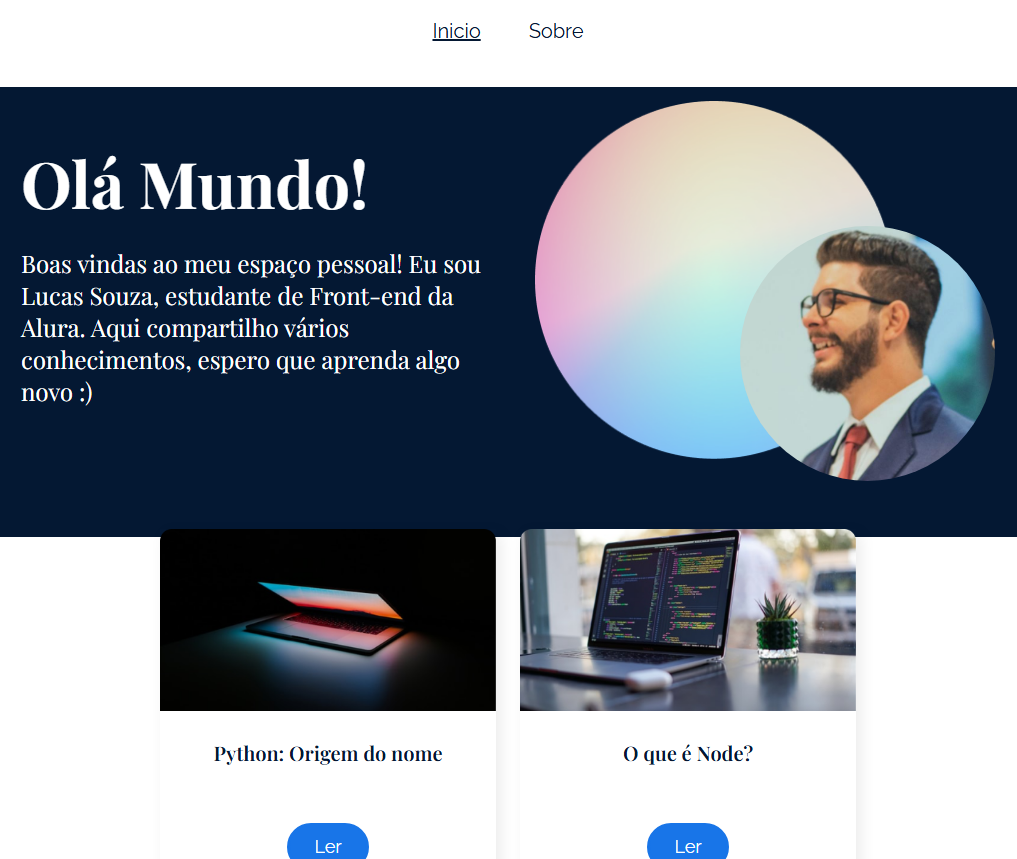 Inicio Sobre
Olá Mundo!
Boas vindas ao meu espaço pessoal! Eu sou
Lucas Souza, estudante de Front-end da
Alura. Aqui compartilho vários
conhecimentos, espero que aprenda algo
novo :)
Python: Origem do nome
O que é Node?
Ler
Ler